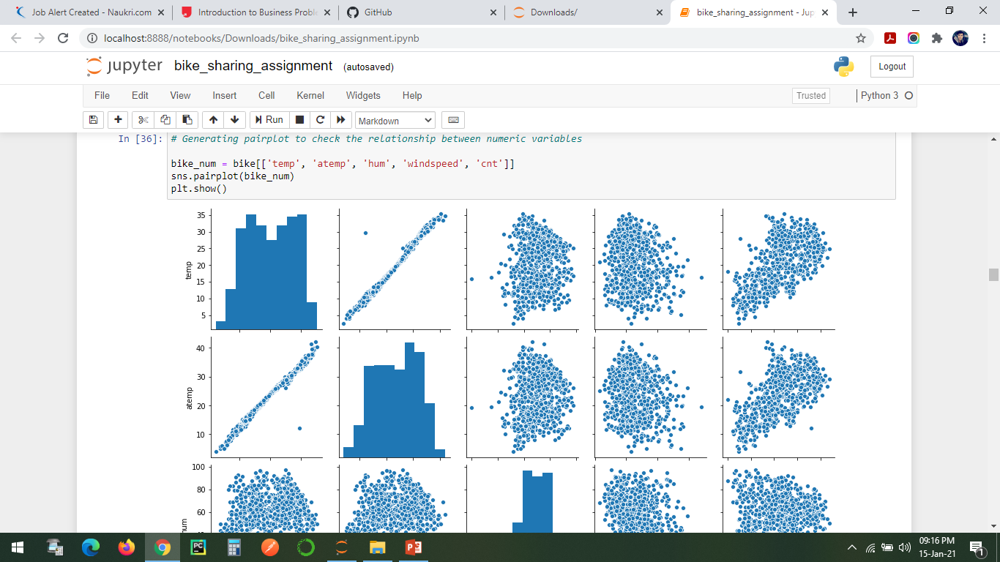 Job Alert Created - Naukri.com
Introduction to Business Proble
GitHub
Downloads/
bike_sharing_assignment - Jup
localhost:8888/notebooks/Downloads/bike_sharing_assignment.ipynb
jupyter bike_sharing_assignment (autosaved)
Logout
File Edit View Insert Cell Kernel Widgets Help
Trusted
Python 3
Run
Markdown
In [36]: # Generating pairplot to check the relationship between numeric variables
bike_num = bike[['temp', 'atemp', 'hum', 'windspeed', 'cnt']]
sns.pairplot(bike_num)
plt.show()
35
30
25
20
15
10
5
temp
40
30
20
10
atemp
100
80
60
hum
PC
09:16 PM
15-Jan-21
1